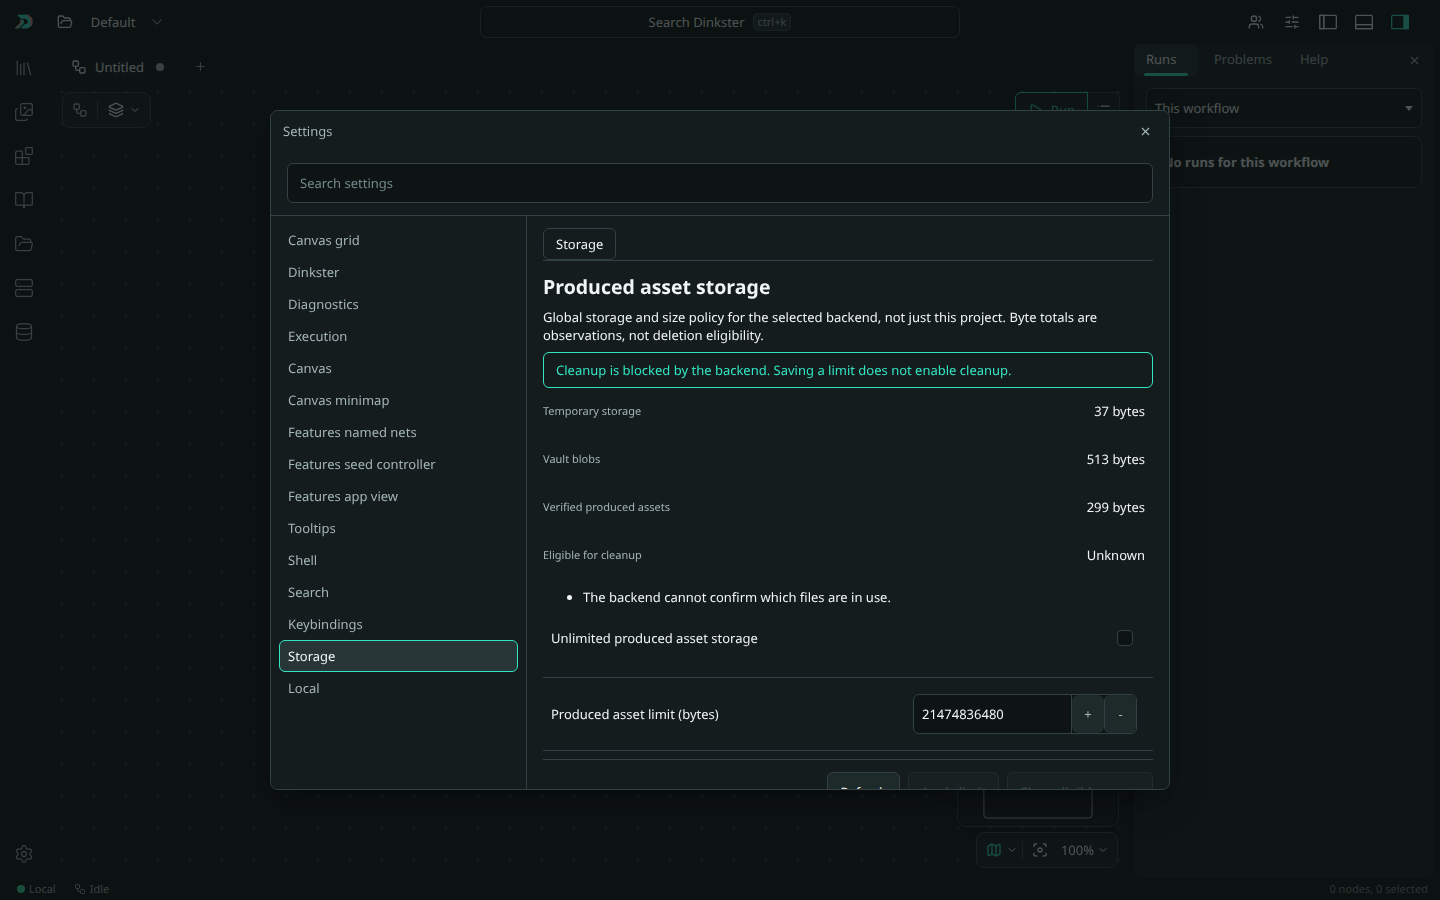 Default
Search Dinkster ctrl+k
Untitled
Runs Problems Help
This workflow
No runs for this workflow
Run
Settings
Search settings
Canvas grid
Dinkster
Diagnostics
Execution
Canvas
Canvas minimap
Features named nets
Features seed controller
Features app view
Tooltips
Shell
Search
Keybindings
Storage
Local
Storage
Produced asset storage
Global storage and size policy for the selected backend, not just this project. Byte totals are
observations, not deletion eligibility.
Cleanup is blocked by the backend. Saving a limit does not enable cleanup.
Temporary storage 37 bytes
Vault blobs 513 bytes
Verified produced assets 299 bytes
Eligible for cleanup Unknown
• The backend cannot confirm which files are in use.
Unlimited produced asset storage
Produced asset limit (bytes) 21474836480 + -
100%
Local Idle
0 nodes, 0 selected